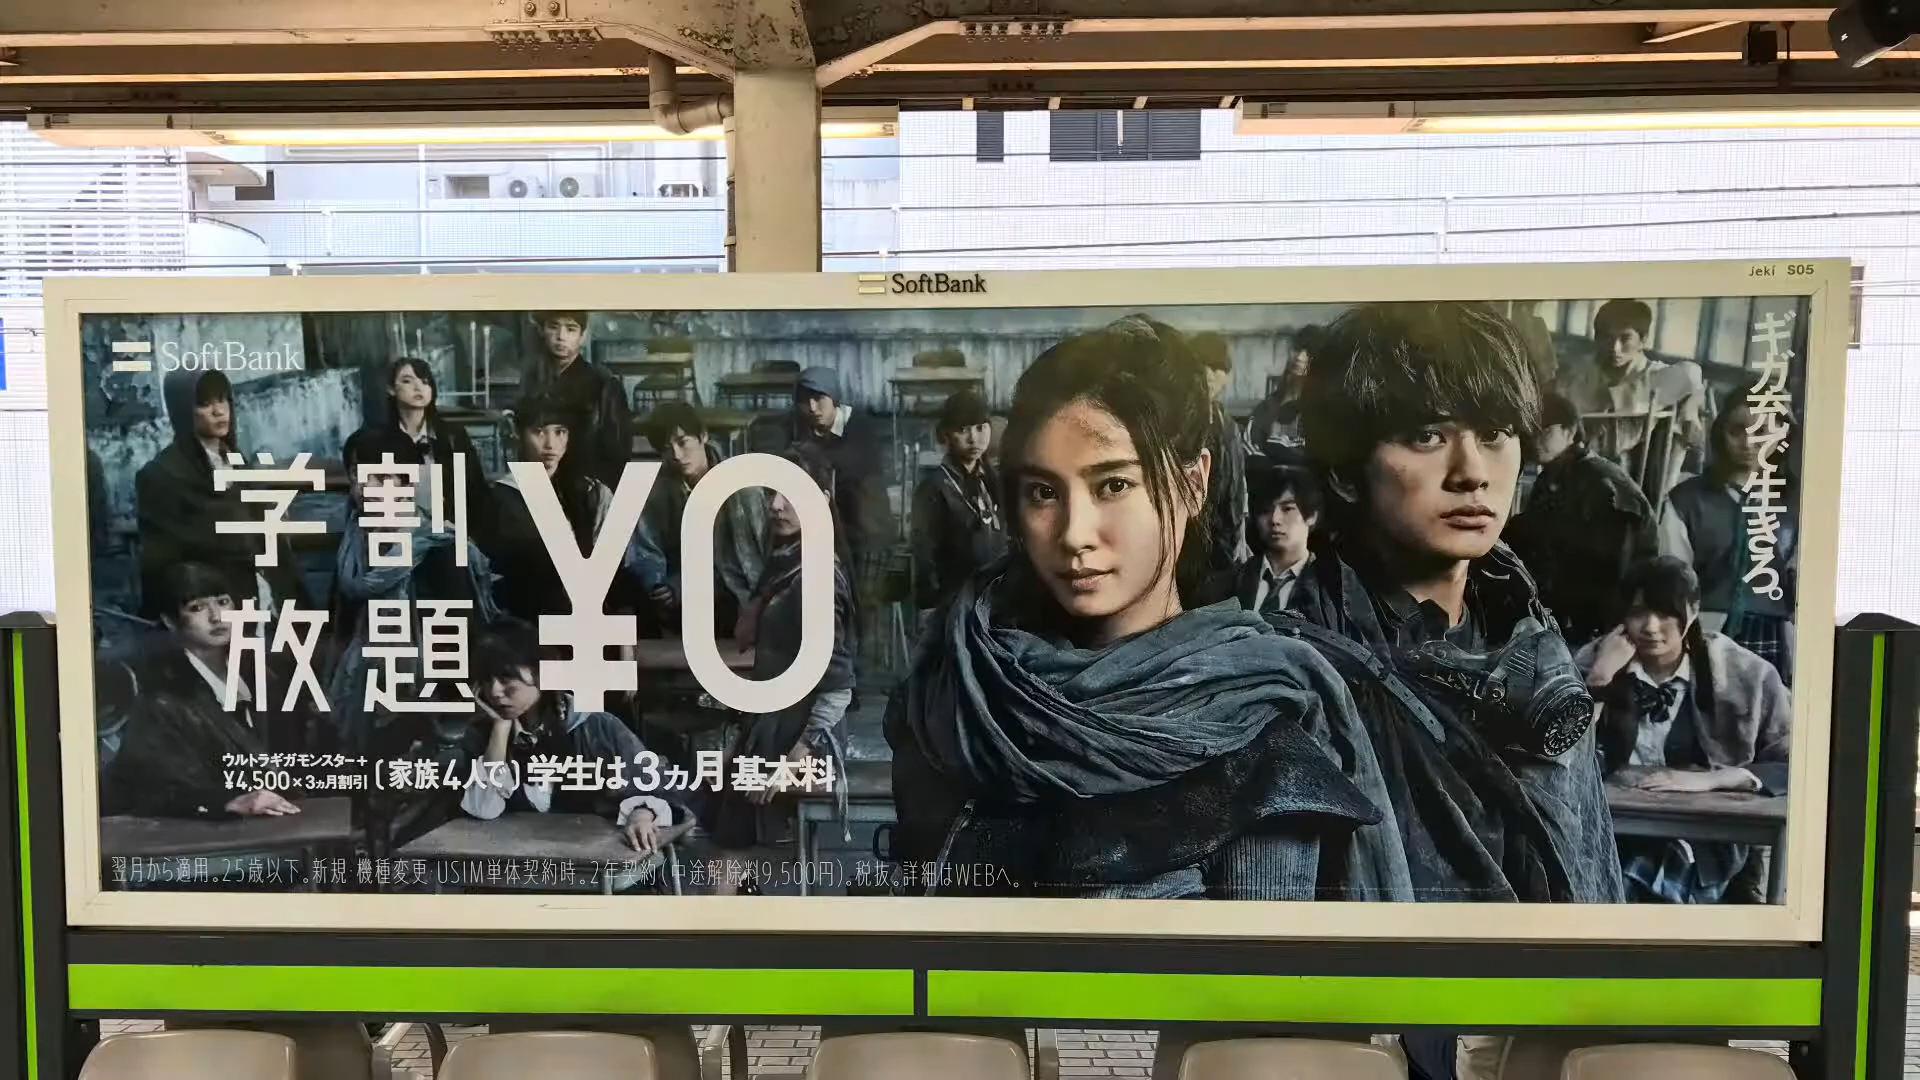 SoftBank
jeki S05
SoftBank
学割
放題
¥0
ウルトラギガモンスター+
¥4,500×3ヵ月割引
(家族4人で)学生は3ヵ月基本料
翌月から適用。25歳以下。新規・機種変更・USIM単体契約時。2年契約(中途解除料9,500円)。税抜。詳細はWEBへ。
ギガ充で生きろ。